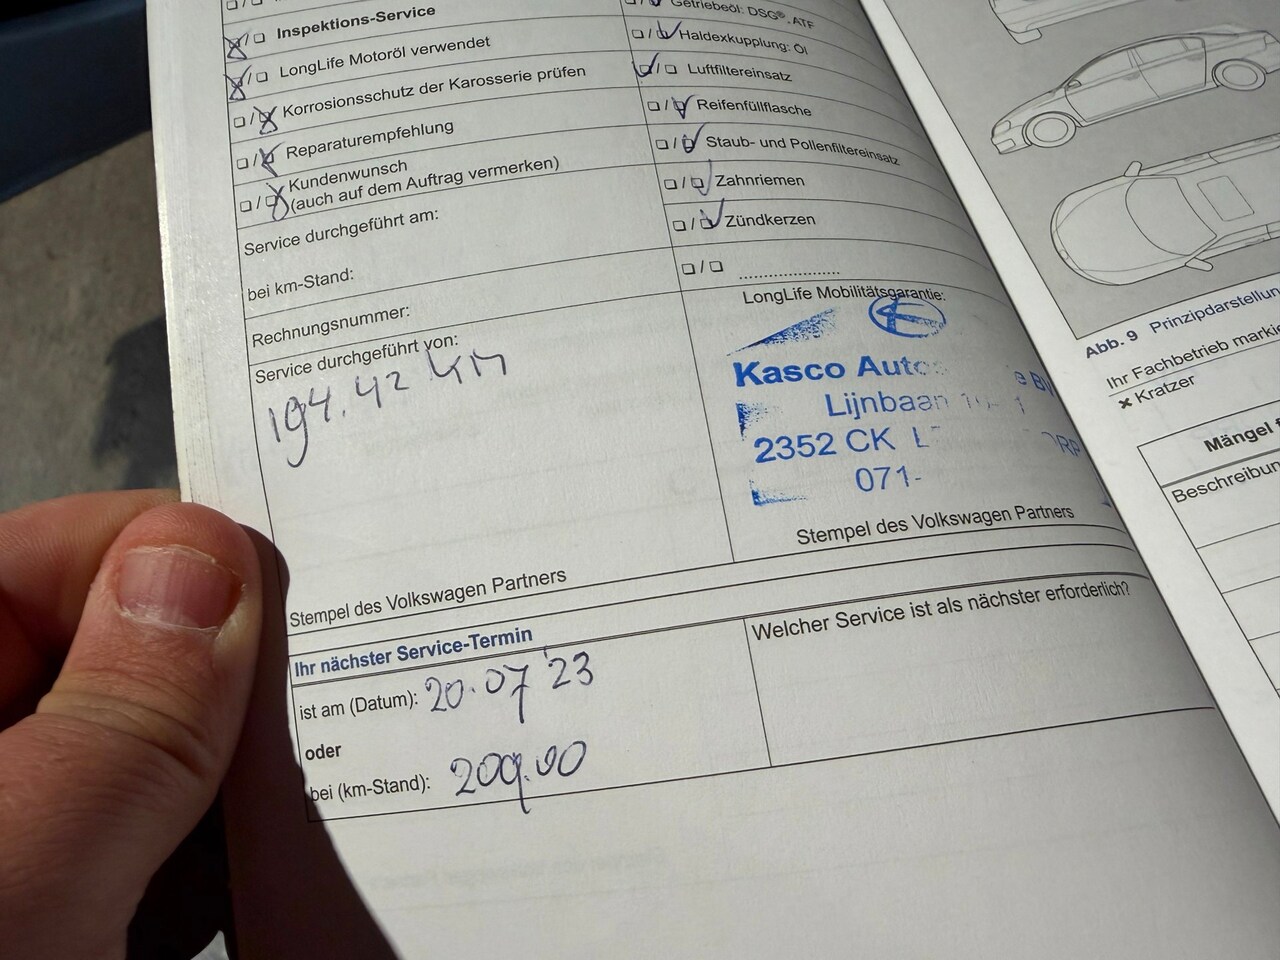 Inspektions-Service
LongLife Motoröl verwendet
Korrosionsschutz der Karosserie prüfen
Reparaturempfehlung
Kundenwunsch
(auch auf dem Auftrag vermerken)
Service durchgeführt am:
bei km-Stand:
Rechnungsnummer:
Service durchgeführt von:
194.42 KM
Stempel des Volkswagen Partners
Getriebeöl: DSG®, ATF
Haldexkupplung: Öl
Luftfiltereinsatz
Reifenfüllflasche
Staub- und Pollenfiltereinsatz
Zahnriemen
Zündkerzen
LongLife Mobilitätsgarantie:
Kasco
Lijnbaan
2352 CK
071-
Stempel des Volkswagen Partners
Ihr nächster Service-Termin
ist am (Datum): 20.07'23
oder
bei (km-Stand): 209.00
Welcher Service ist als nächster erforderlich?
Abb. 9 Prinzipdarstellun
Ihr Fachbetrieb markie
× Kratzer
Mängel
Beschreibun